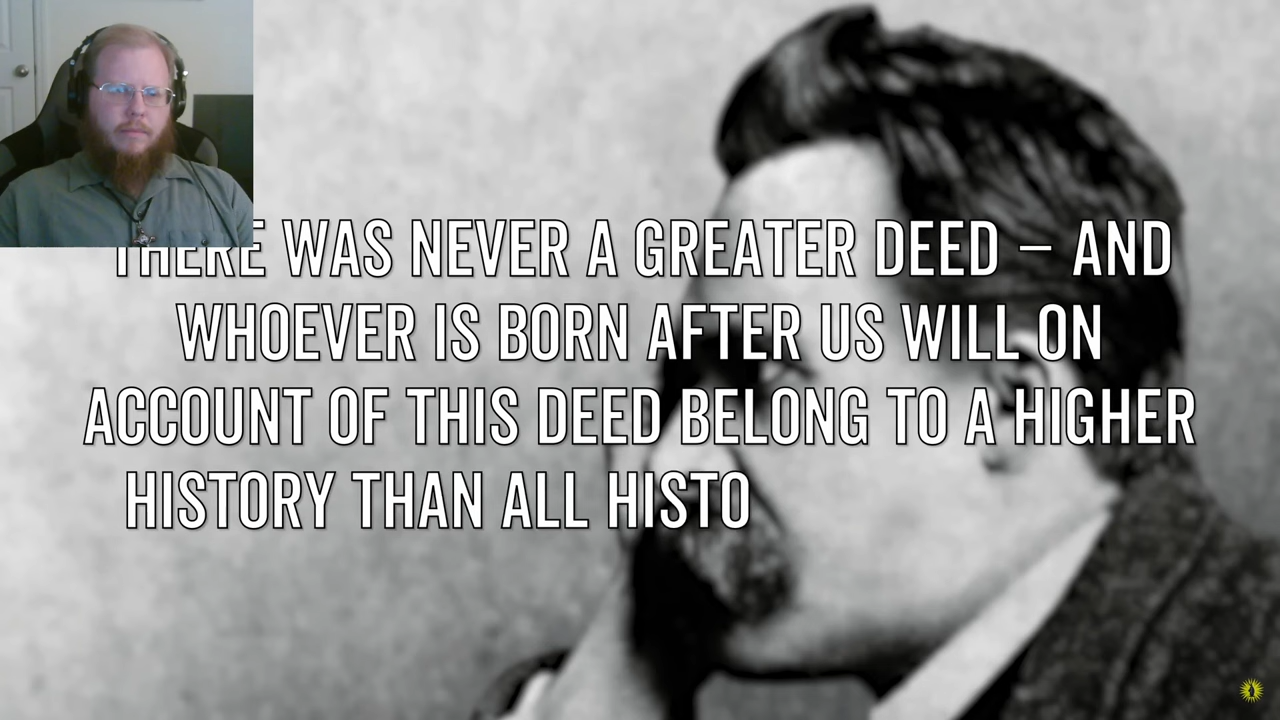 THERE WAS NEVER A GREATER DEED – AND
WHOEVER IS BORN AFTER US WILL ON
ACCOUNT OF THIS DEED BELONG TO A HIGHER
HISTORY THAN ALL HISTO